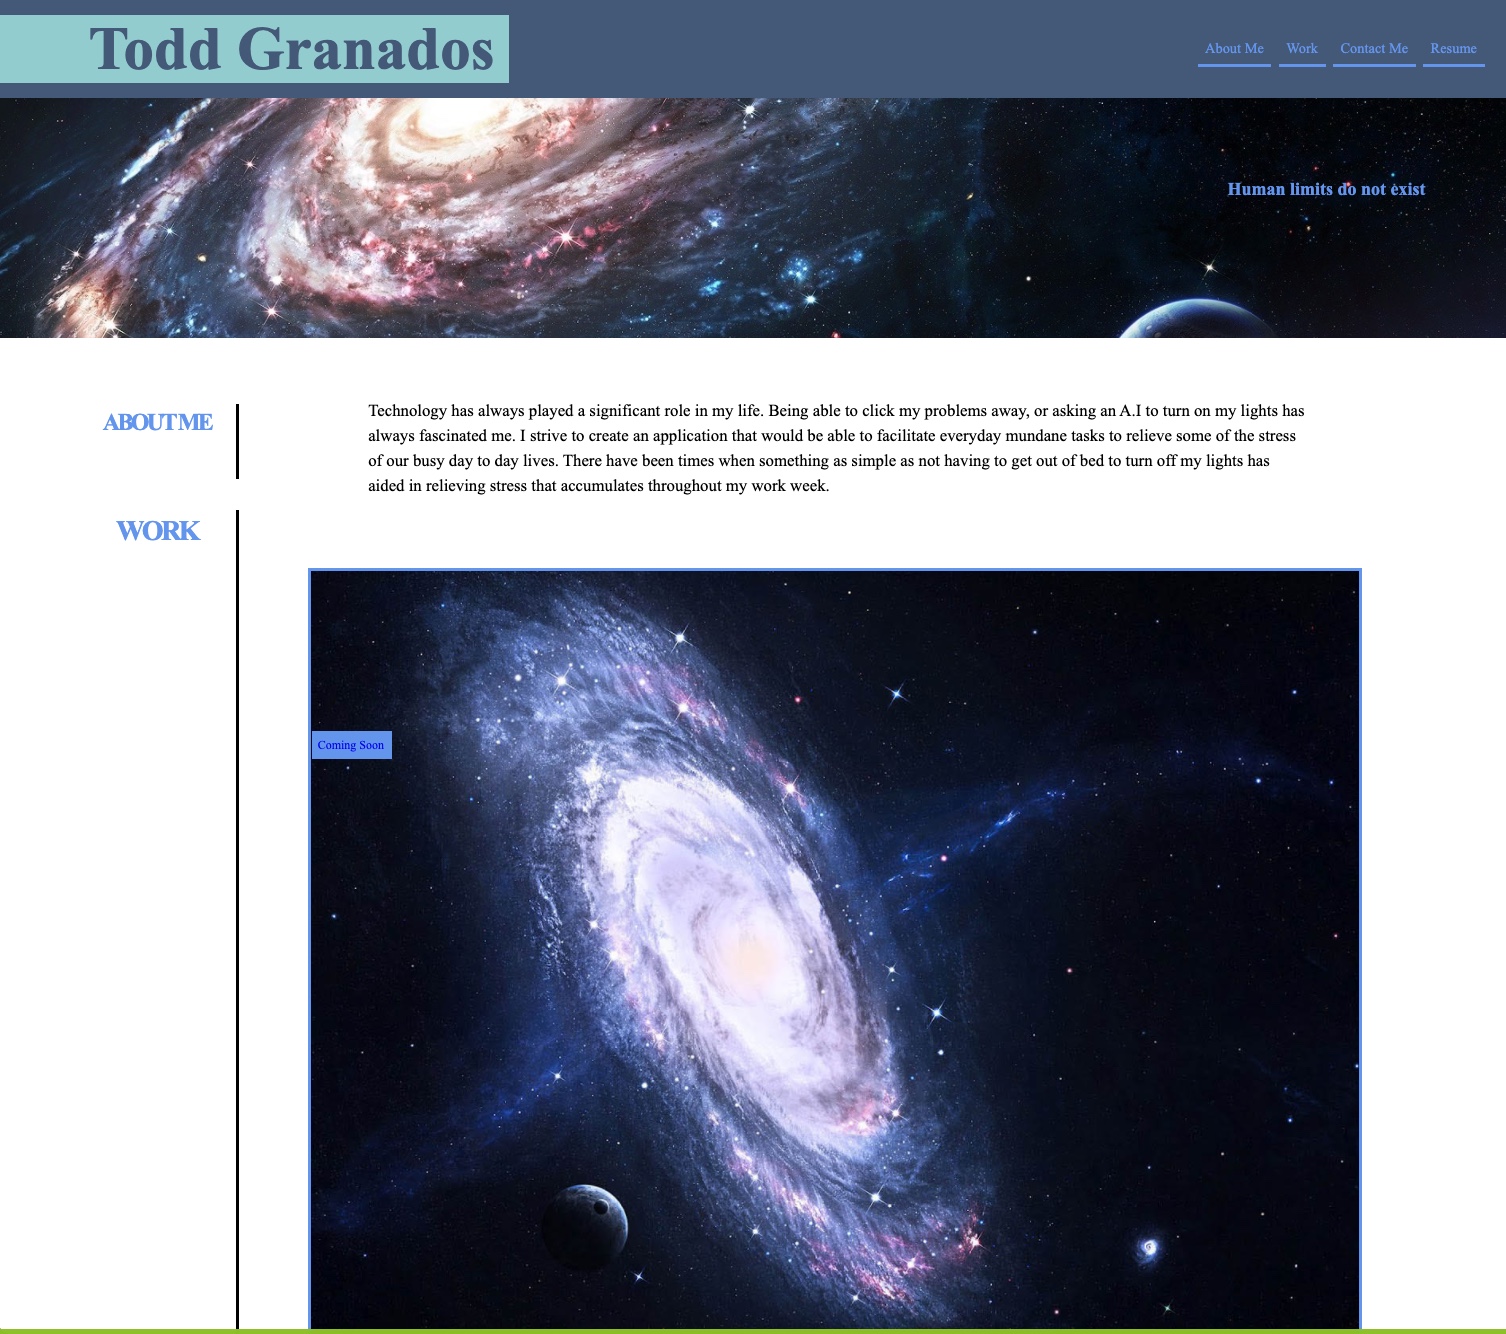 Todd Granados
About Me
Work
Contact Me
Resume
Human limits do not exist
ABOUT ME
Technology has always played a significant role in my life. Being able to click my problems away, or asking an A.I to turn on my lights has
always fascinated me. I strive to create an application that would be able to facilitate everyday mundane tasks to relieve some of the stress
of our busy day to day lives. There have been times when something as simple as not having to get out of bed to turn off my lights has
aided in relieving stress that accumulates throughout my work week.
WORK
Coming Soon